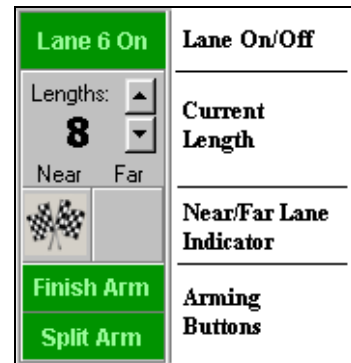 Lane 6 On
Lane On/Off
Lengths:
8
Current
Length
Near Far
Near/Far Lane
Indicator
Finish Arm
Split Arm
Arming
Buttons